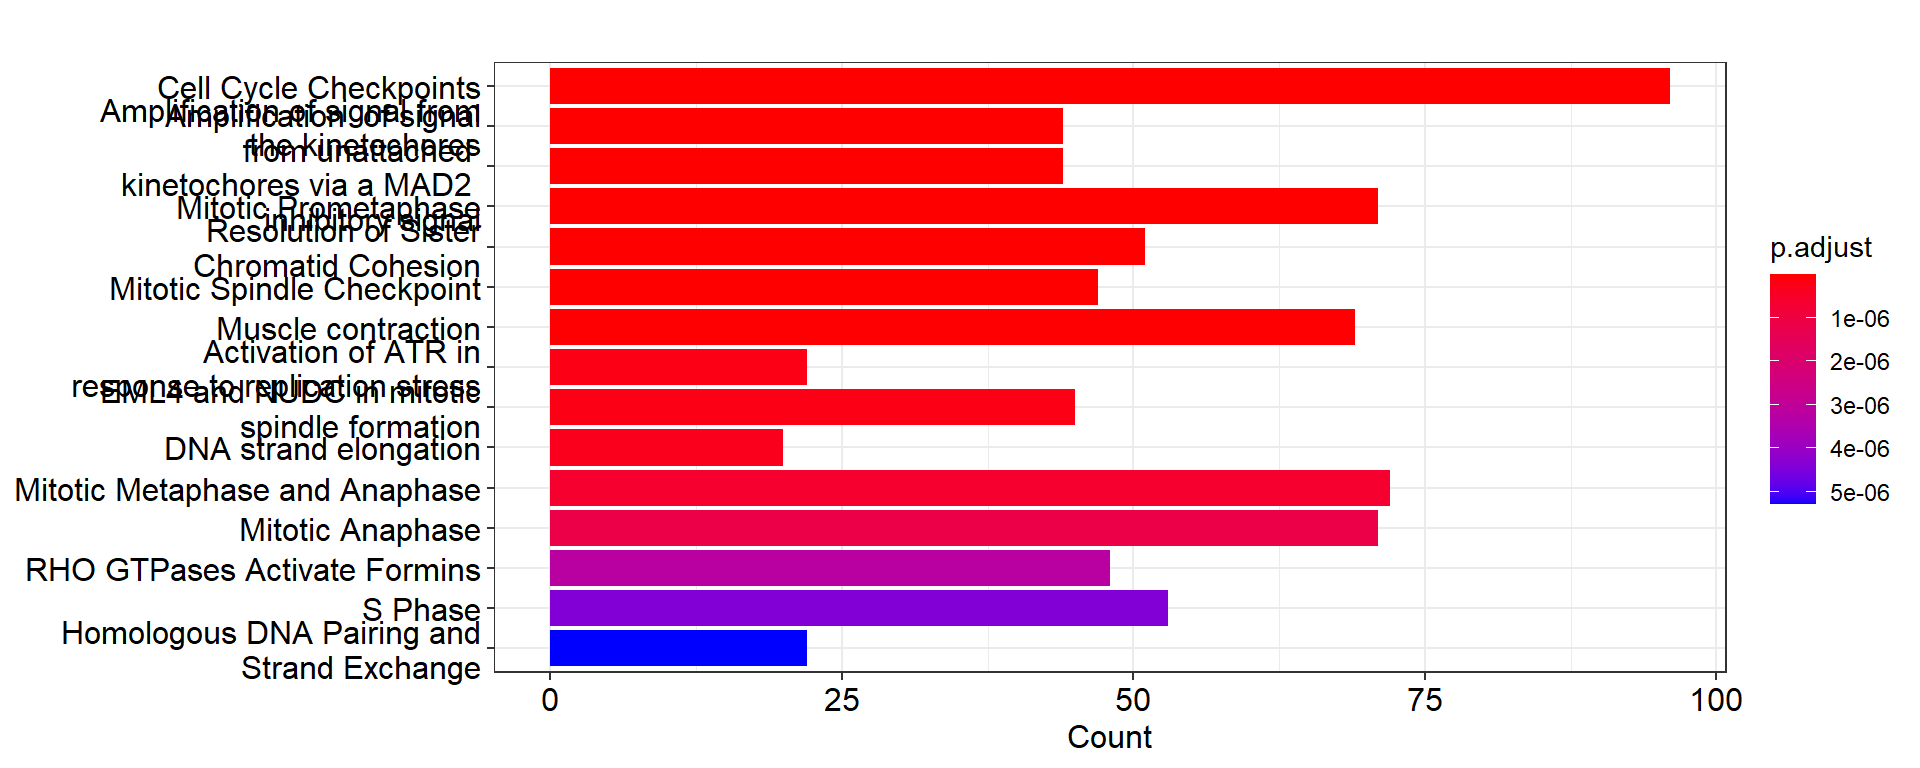 Cell Cycle Checkpoints
Amplification of signal from
the kinetochores
Amplification  of signal
from unattached
kinetochores via a MAD2
inhibitory signal
Mitotic Prometaphase
Resolution of Sister
Chromatid Cohesion
Mitotic Spindle Checkpoint
Muscle contraction
Activation of ATR in
response to replication stress
EML4 and NUDC in mitotic
spindle formation
DNA strand elongation
Mitotic Metaphase and Anaphase
Mitotic Anaphase
RHO GTPases Activate Formins
S Phase
Homologous DNA Pairing and
Strand Exchange
0 25 50 75 100
Count
p.adjust
1e-06
2e-06
3e-06
4e-06
5e-06